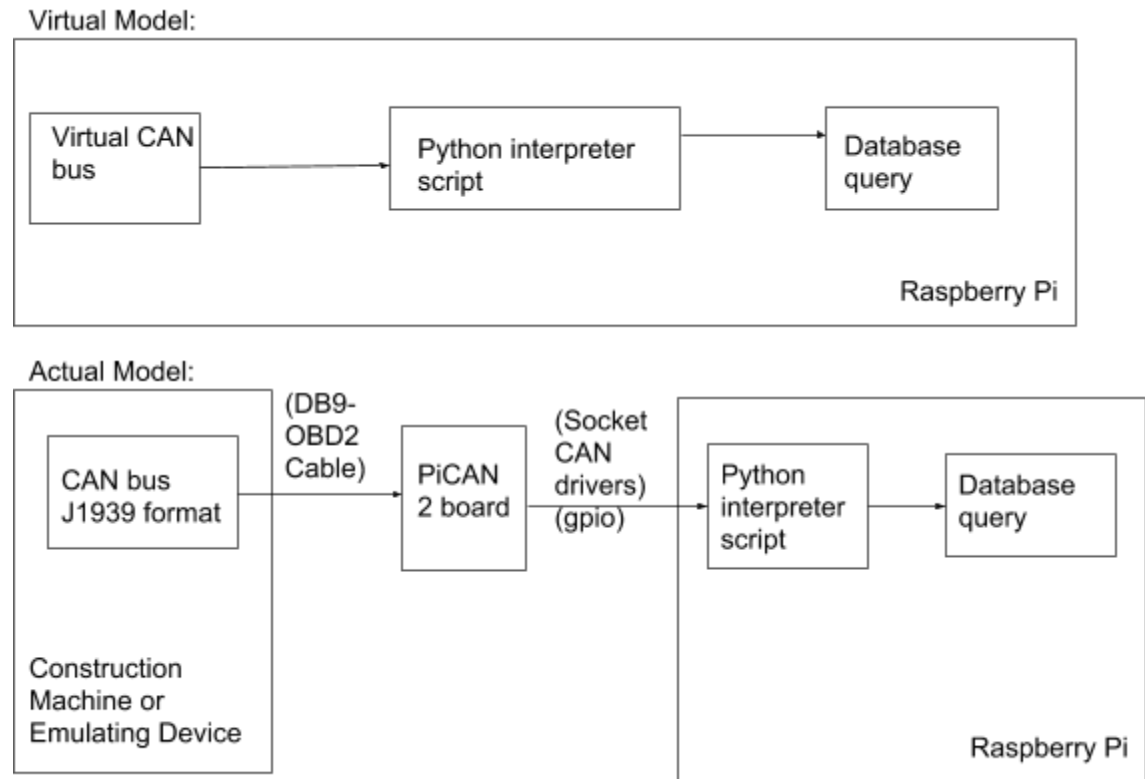 Virtual Model:
Virtual CAN
bus
Python interpreter
script
Database
query
Raspberry Pi
Actual Model:
CAN bus
J1939 format
Construction
Machine or
Emulating Device
(DB9-
OBD2
Cable)
PiCAN
2 board
(Socket
CAN
drivers)
(gpio)
Python
interpreter
script
Database
query
Raspberry Pi